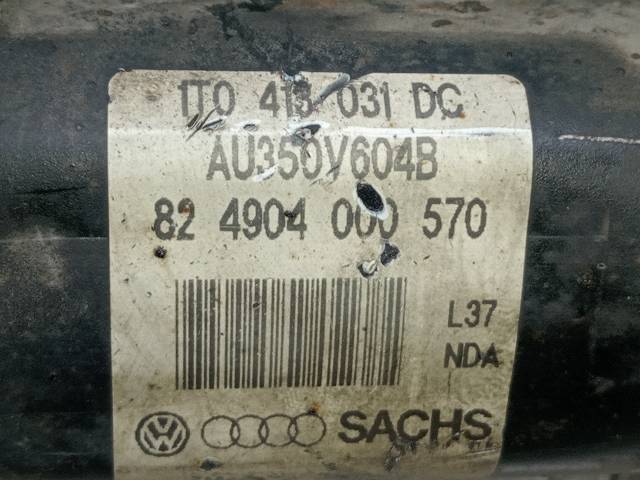 1T0 413 031 DC
AU350V604B
82 4904 000 570
L37
NDA
SACHS